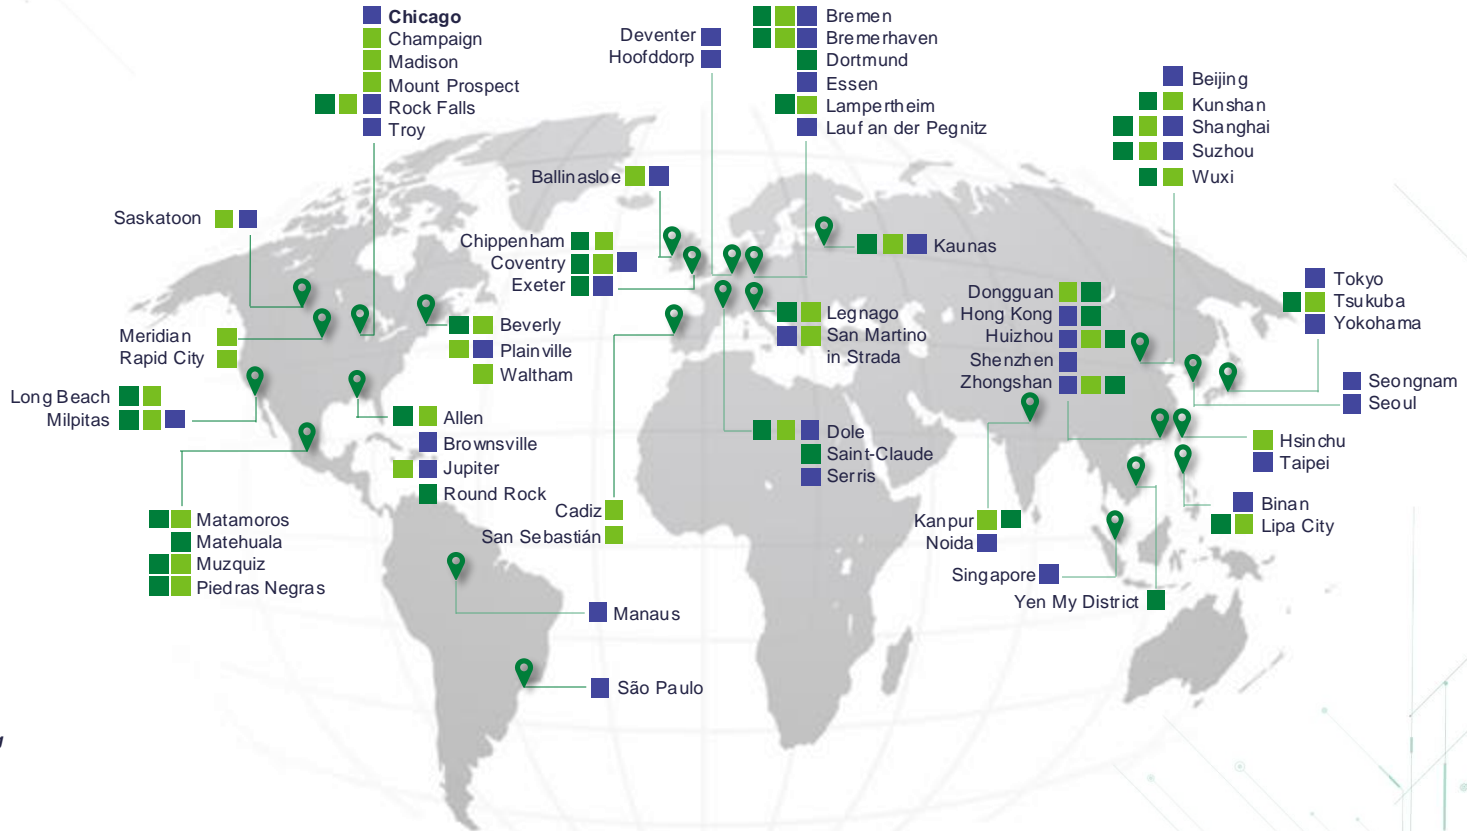 Chicago
Champaign
Madison
Mount Prospect
Rock Falls
Troy
Deventer
Hoofddorp
Bremen
Bremerhaven
Dortmund
Essen
Lampertheim
Lauf an der Pegnitz
Beijing
Kunshan
Shanghai
Suzhou
Wuxi
Ballinasloe
Saskatoon
Chippenham
Coventry
Exeter
Kaunas
Tokyo
Tsukuba
Yokohama
Dongguan
Hong Kong
Huizhou
Shenzhen
Zhongshan
Legnago
San Martino
in Strada
Meridian
Rapid City
Beverly
Plainville
Waltham
Long Beach
Milpitas
Seongnam
Seoul
Allen
Brownsville
Jupiter
Round Rock
Dole
Saint-Claude
Serris
Hsinchu
Taipei
Cadiz
San Sebastián
Binan
Lipa City
Matamoros
Matehuala
Muzquiz
Piedras Negras
Kanpur
Noida
Singapore
Yen My District
Manaus
São Paulo